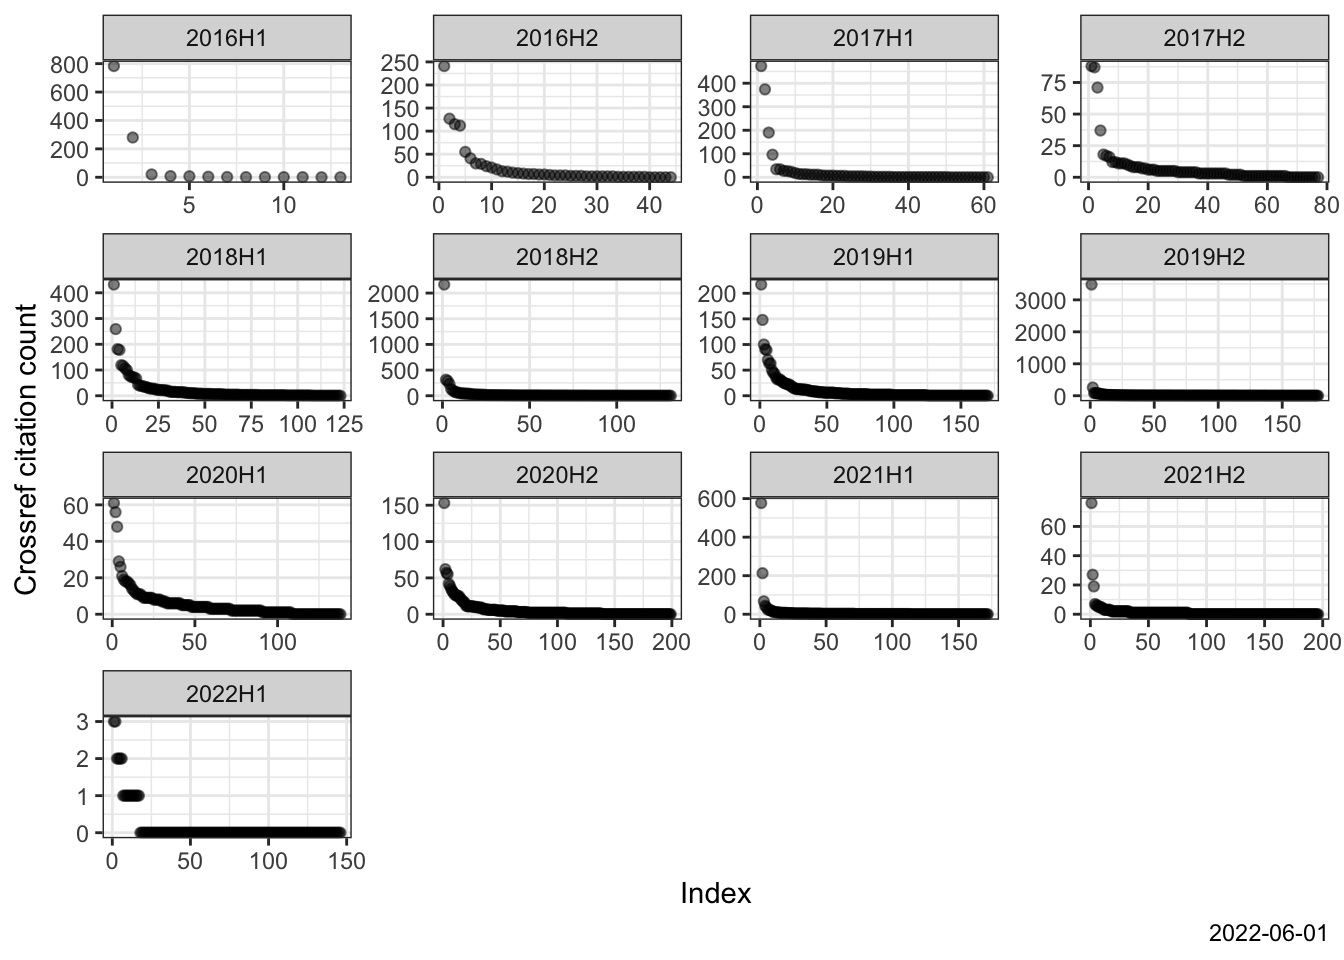 2016H1 2016H2 2017H1 2017H2
800 600 400 200 0
250 200 150 100 50 0
400 300 200 100 0
75 50 25 0
5 10
0 10 20 30 40
0 20 40 60
0 20 40 60 80
2018H1 2018H2 2019H1 2019H2
400 300 200 100 0
2000 1500 1000 500 0
200 150 100 50 0
3000 2000 1000 0
0 25 50 75 100 125
0 50 100
0 50 100 150
0 50 100 150
Crossref citation count
2020H1 2020H2 2021H1 2021H2
60 40 20 0
150 100 50 0
600 400 200 0
60 40 20 0
0 50 100
0 50 100 150 200
0 50 100 150
0 50 100 150 200
2022H1
3 2 1 0
0 50 100 150
Index
2022-06-01